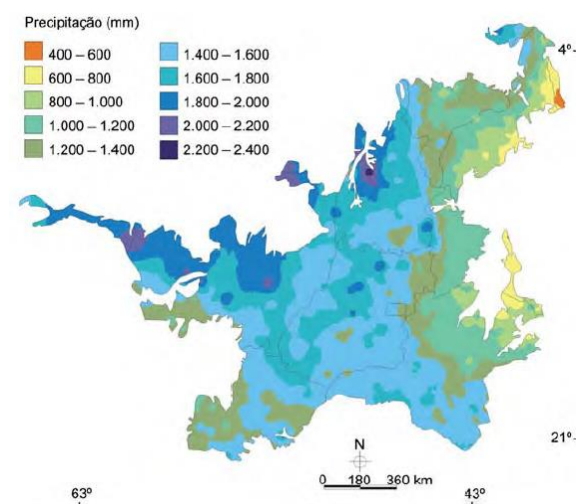 Precipitação (mm)
400 – 600
600 – 800
800 – 1.000
1.000 – 1.200
1.200 – 1.400
1.400 – 1.600
1.600 – 1.800
1.800 – 2.000
2.000 – 2.200
2.200 – 2.400
4°
21°
N
0 180 360 km
63º
43º